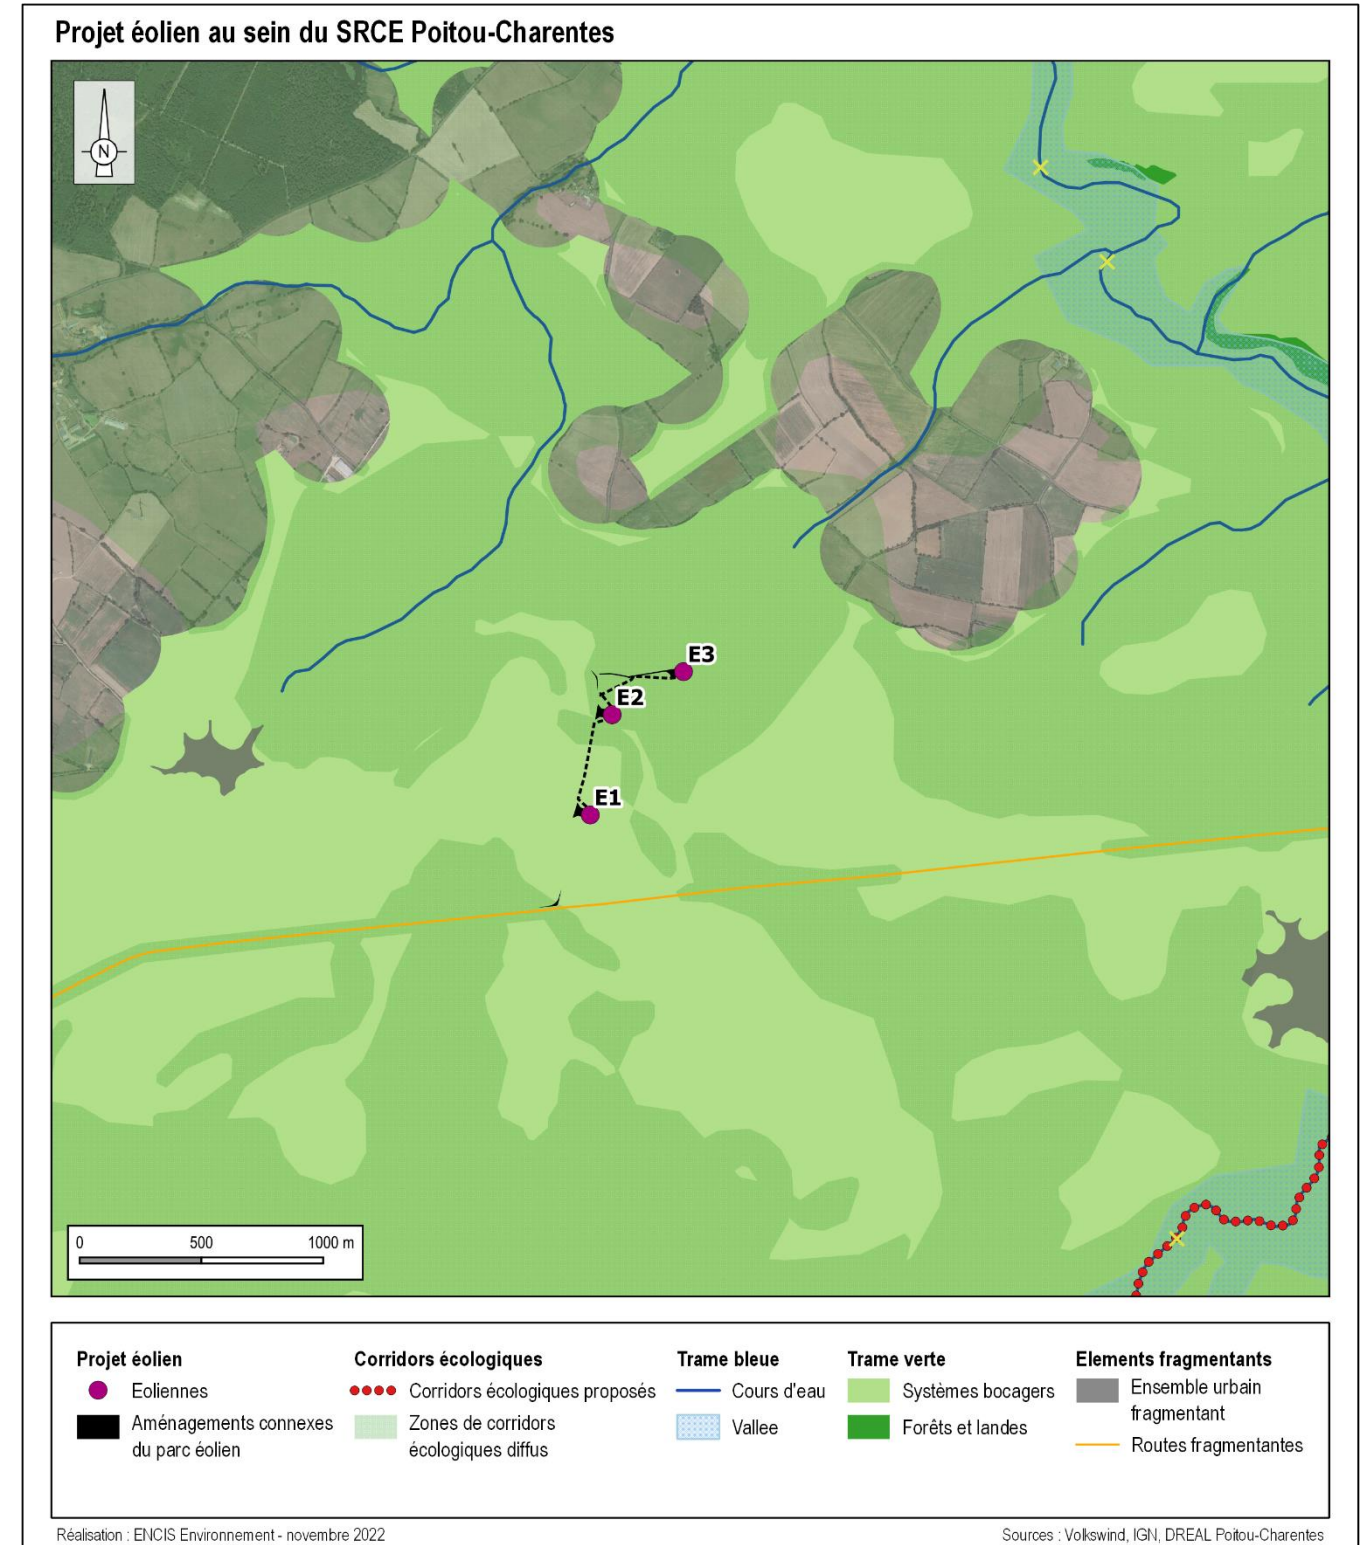 Projet éolien au sein du SRCE Poitou-Charentes
N
E3
E2
E1
0 500 1000 m
Projet éolien
Eoliennes
Aménagements connexes
du parc éolien
Corridors écologiques
Corridors écologiques proposés
Zones de corridors
écologiques diffus
Trame bleue
Cours d'eau
Vallee
Trame verte
Systèmes bocagers
Forêts et landes
Elements fragmentants
Ensemble urbain
fragmentant
Routes fragmentantes
Réalisation : ENCIS Environnement - novembre 2022
Sources : Volkswind, IGN, DREAL Poitou-Charentes